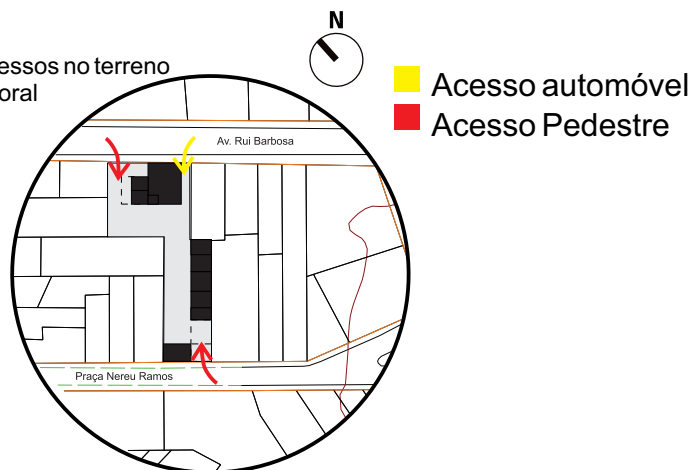 N
essos no terreno
oral
Acesso automóvel
Acesso Pedestre
Av. Rui Barbosa
Praça Nereu Ramos